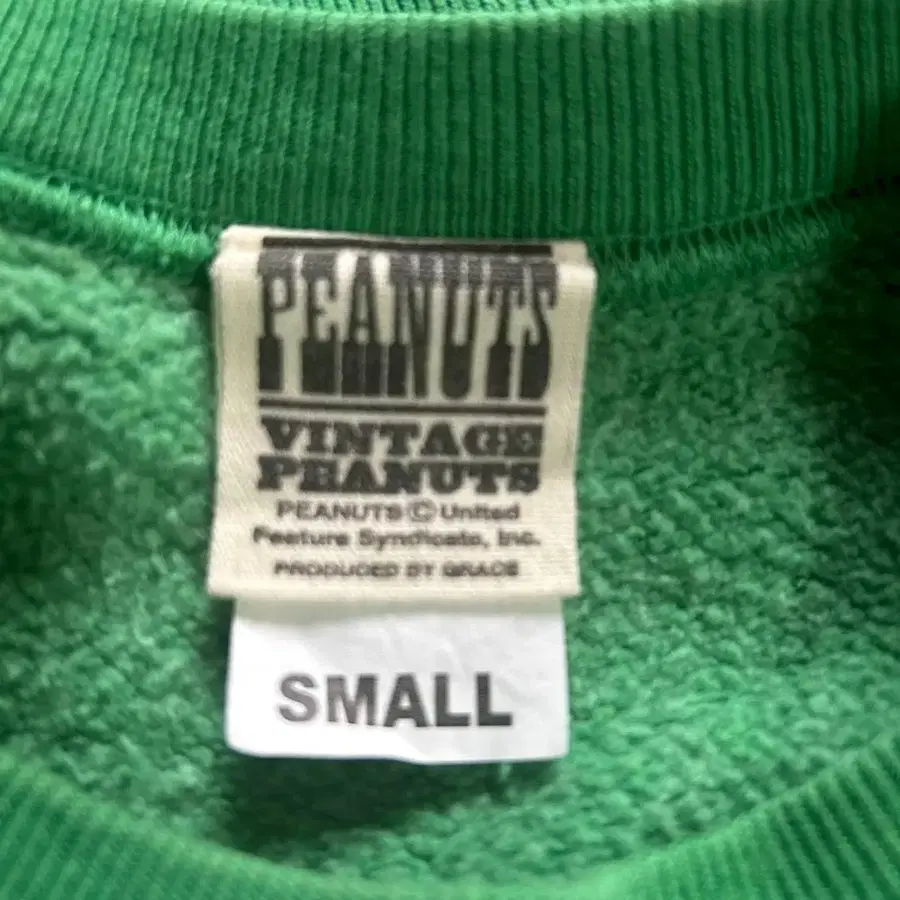 PEANUTS
VINTAGE
PEANUTS
PEANUTS © United
Feature Syndicate, Inc.
PRODUCED BY GRACE
SMALL